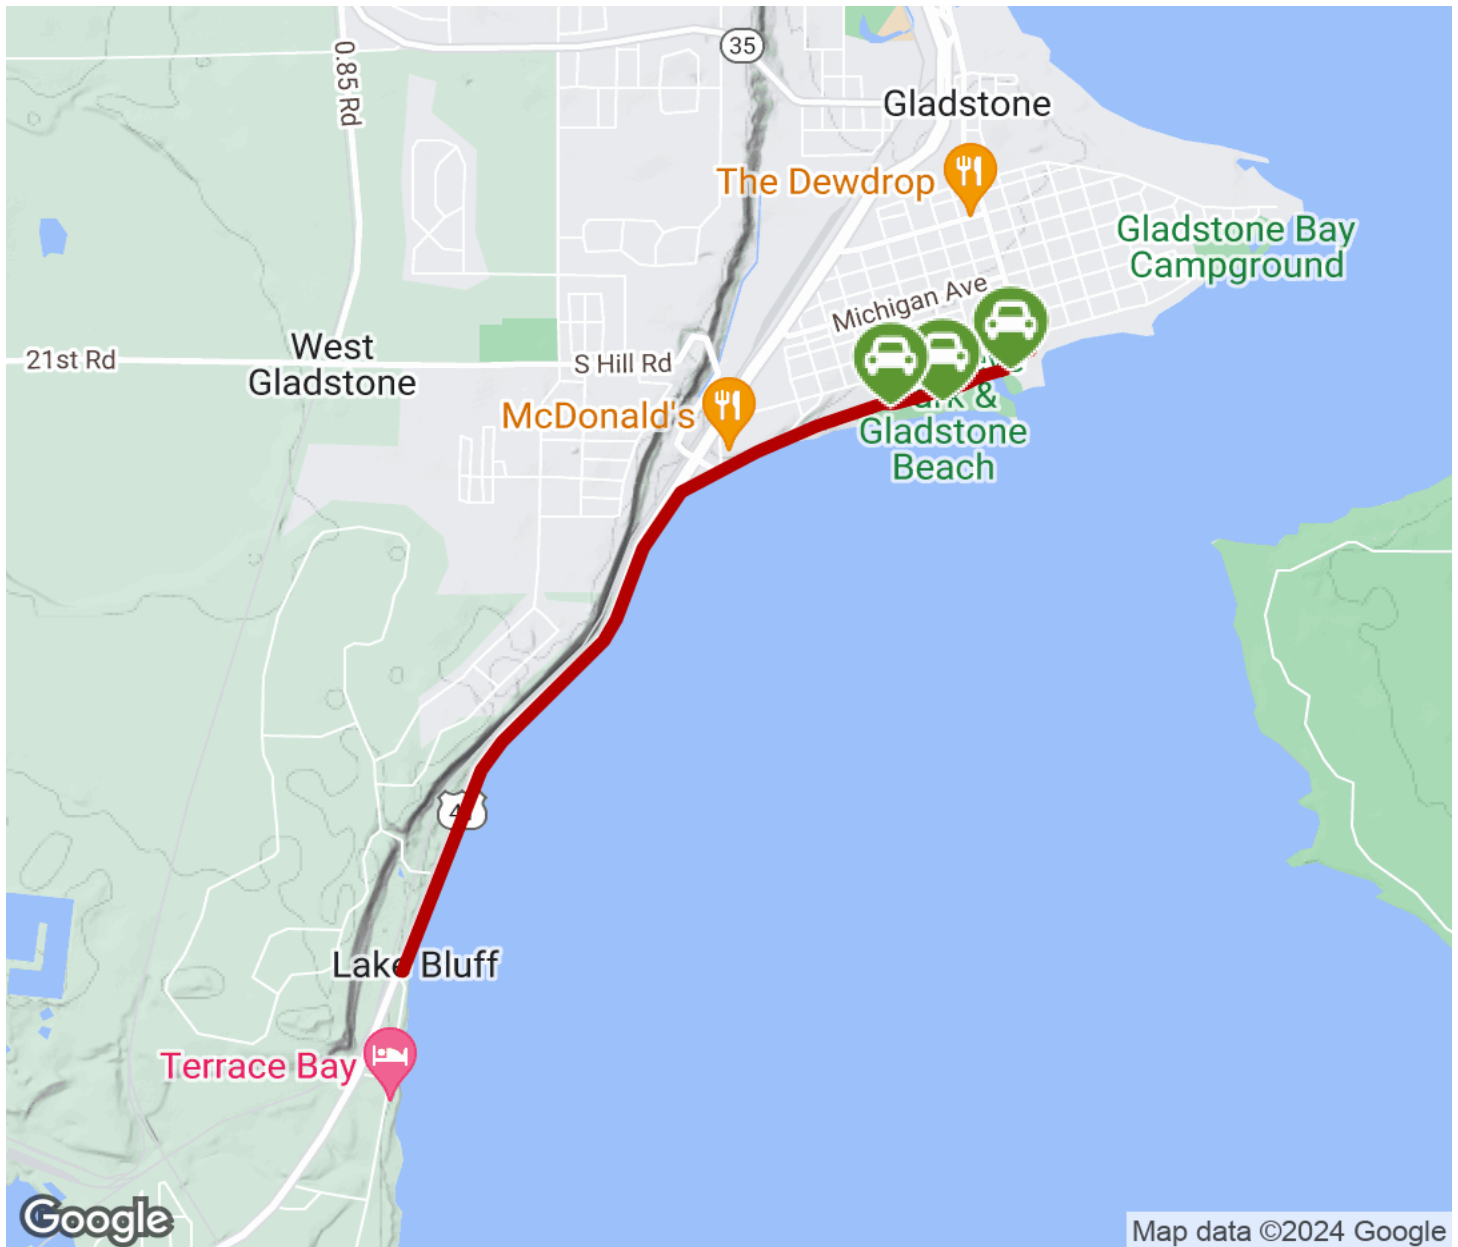 0.85 Rd
35
Gladstone
The Dewdrop
Gladstone Bay
Campground
Michigan Ave
West
Gladstone
21st Rd
S Hill Rd
McDonald's
&
Gladstone
Beach
Lake Bluff
Terrace Bay
Google
Map data ©2024 Google